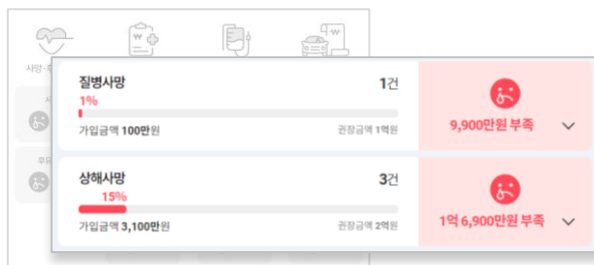 사망·
질병사망
1건
1%
가입금액 100만원
권장금액 1억원
9,900만원 부족
상해사망
3건
15%
가입금액 3,100만원
권장금액 2억원
1억 6,900만원 부족